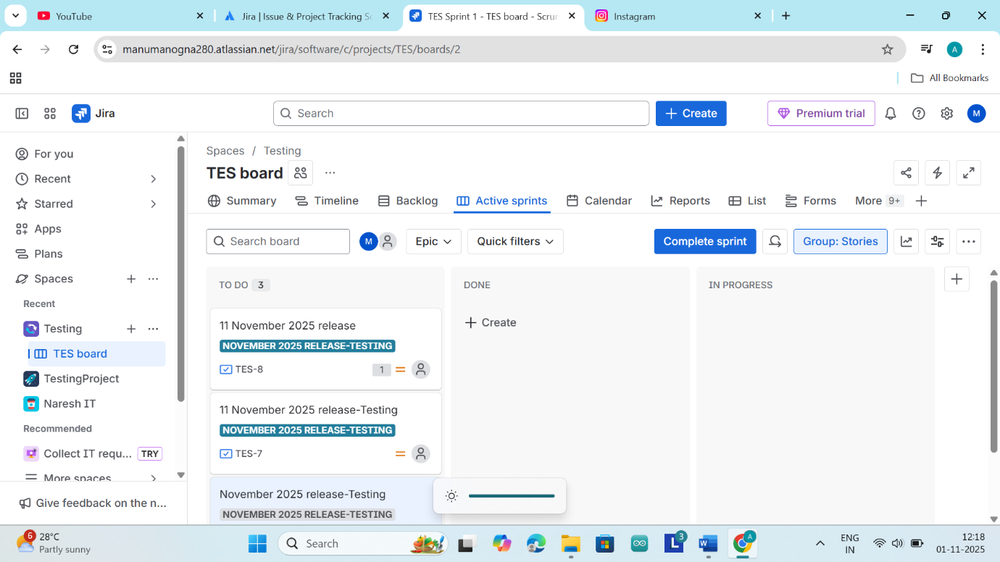 YouTube
Jira | Issue & Project Tracking So
TES Sprint 1 - TES board - Scrum
Instagram
manumanogna280.atlassian.net/jira/software/c/projects/TES/boards/2
A
All Bookmarks
Jira
Search
Create
Premium trial
M
For you
Recent
Starred
Apps
Plans
Spaces
Recent
Testing
TES board
TestingProject
Naresh IT
Recommended
Collect IT requ... TRY
More spaces
Give feedback on the n...
Spaces / Testing
TES board
Summary
Timeline
Backlog
Active sprints
Calendar
Reports
List
Forms
More 9+
Search board
M
Epic
Quick filters
Complete sprint
Group: Stories
TO DO 3
11 November 2025 release
NOVEMBER 2025 RELEASE-TESTING
TES-8 1
11 November 2025 release-Testing
NOVEMBER 2025 RELEASE-TESTING
TES-7
November 2025 release-Testing
NOVEMBER 2025 RELEASE-TESTING
DONE
Create
IN PROGRESS
6
28°C
Partly sunny
Search
L
3
W
A
ENG
IN
12:18
01-11-2025